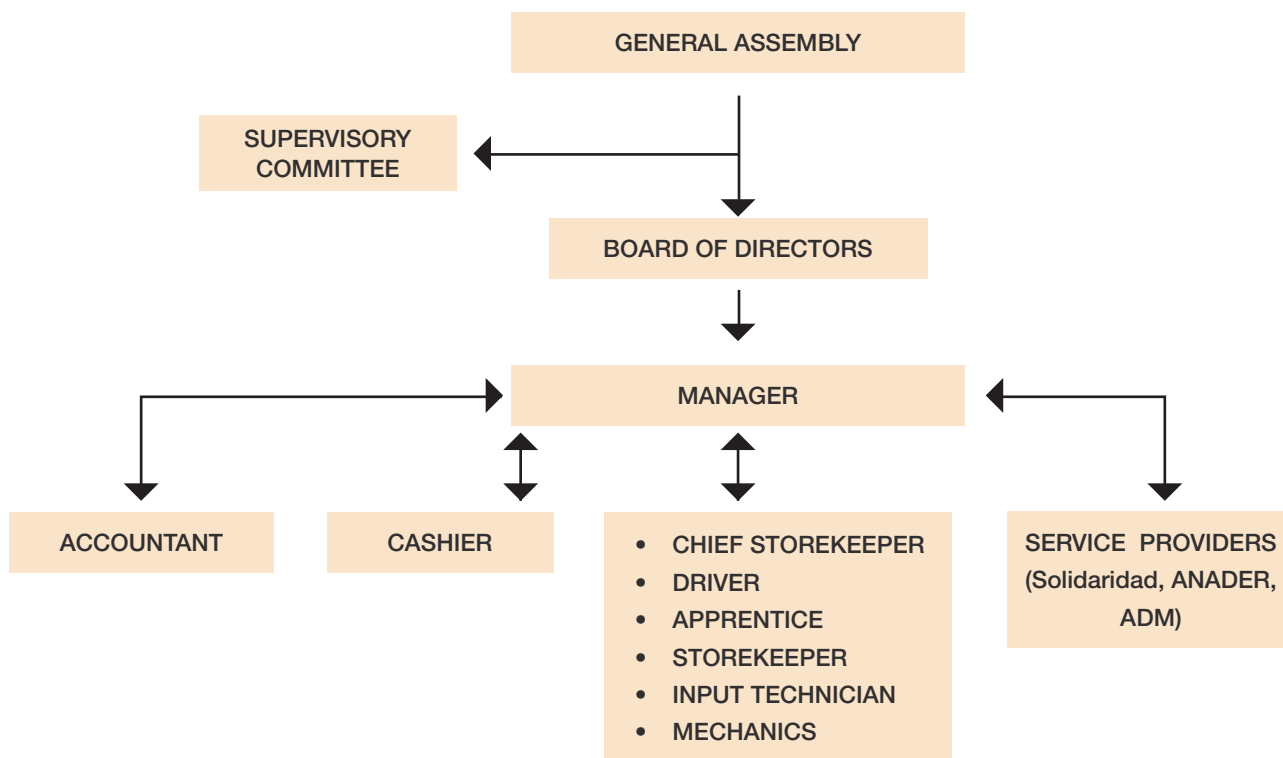 GENERAL ASSEMBLY
SUPERVISORY
COMMITTEE
BOARD OF DIRECTORS
MANAGER
ACCOUNTANT
CASHIER
• CHIEF STOREKEEPER
• DRIVER
• APPRENTICE
• STOREKEEPER
• INPUT TECHNICIAN
• MECHANICS
SERVICE PROVIDERS
(Solidaridad, ANADER,
ADM)